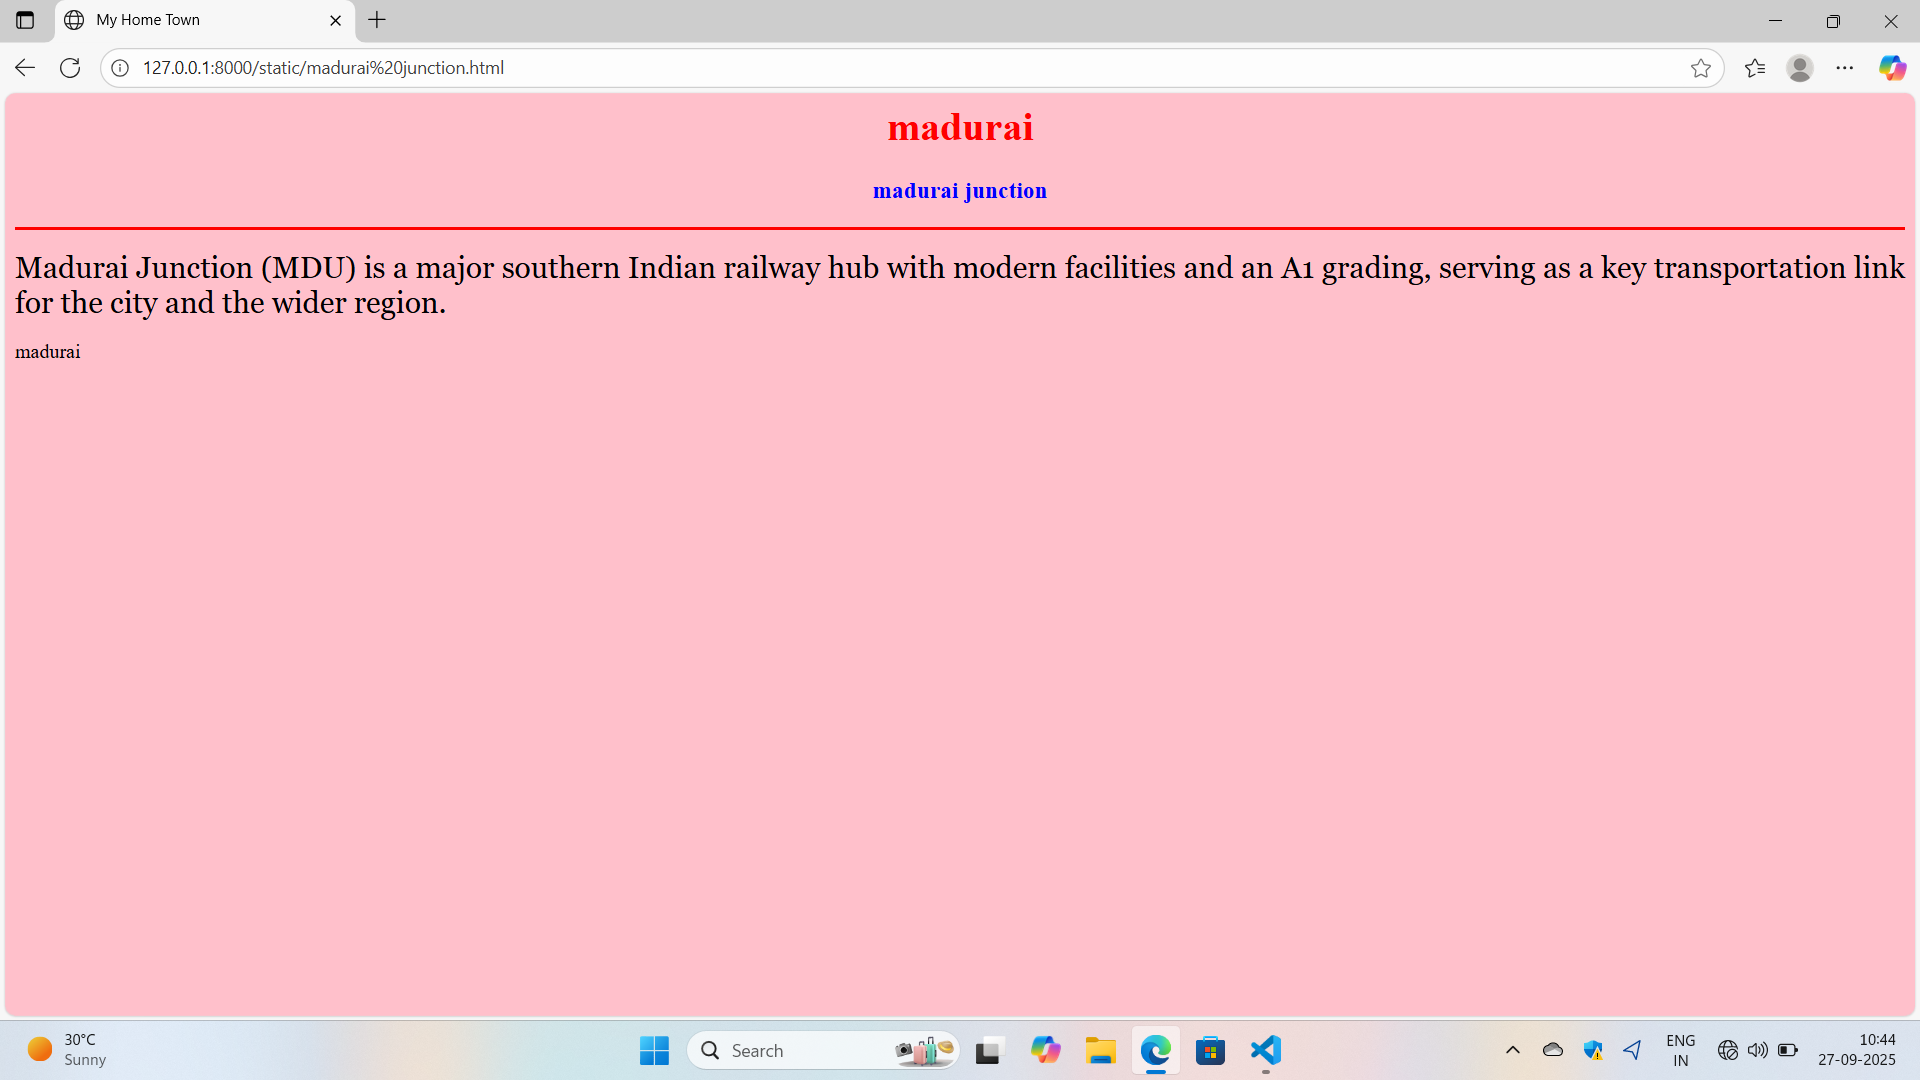 My Home Town
127.0.0.1:8000/static/madurai%20junction.html
madurai
madurai junction
Madurai Junction (MDU) is a major southern Indian railway hub with modern facilities and an A1 grading, serving as a key transportation link
for the city and the wider region.
madurai
30°C
Sunny
Search
ENG
IN
10:44
27-09-2025